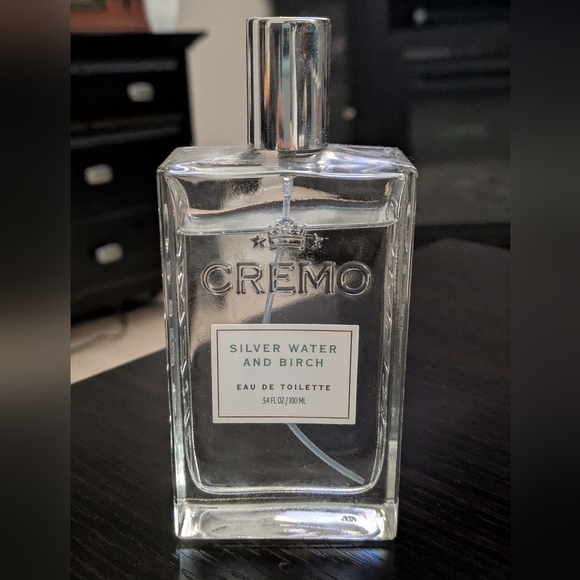 CREMO
SILVER WATER
AND BIRCH
EAU DE TOILETTE
3.4 FL OZ / 100 ML